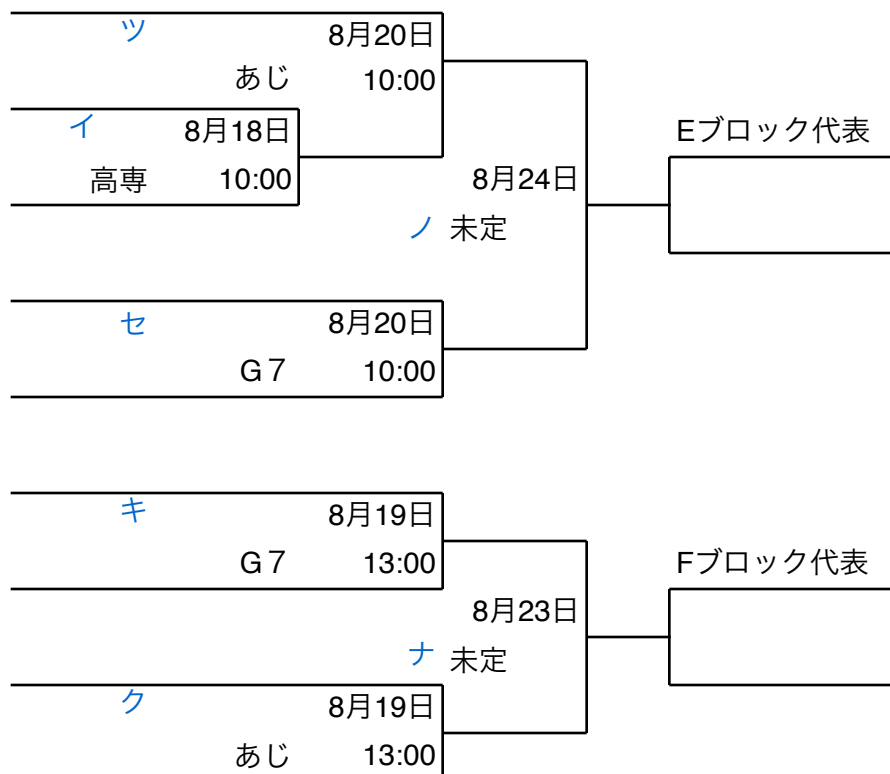 ツ 8月20日
あじ 10:00
イ 8月18日
Eブロック代表
高専 10:00
8月24日
ノ 未定
セ 8月20日
G７ 10:00
キ 8月19日
G７ 13:00
Fブロック代表
8月23日
ナ 未定
ク 8月19日
あじ 13:00